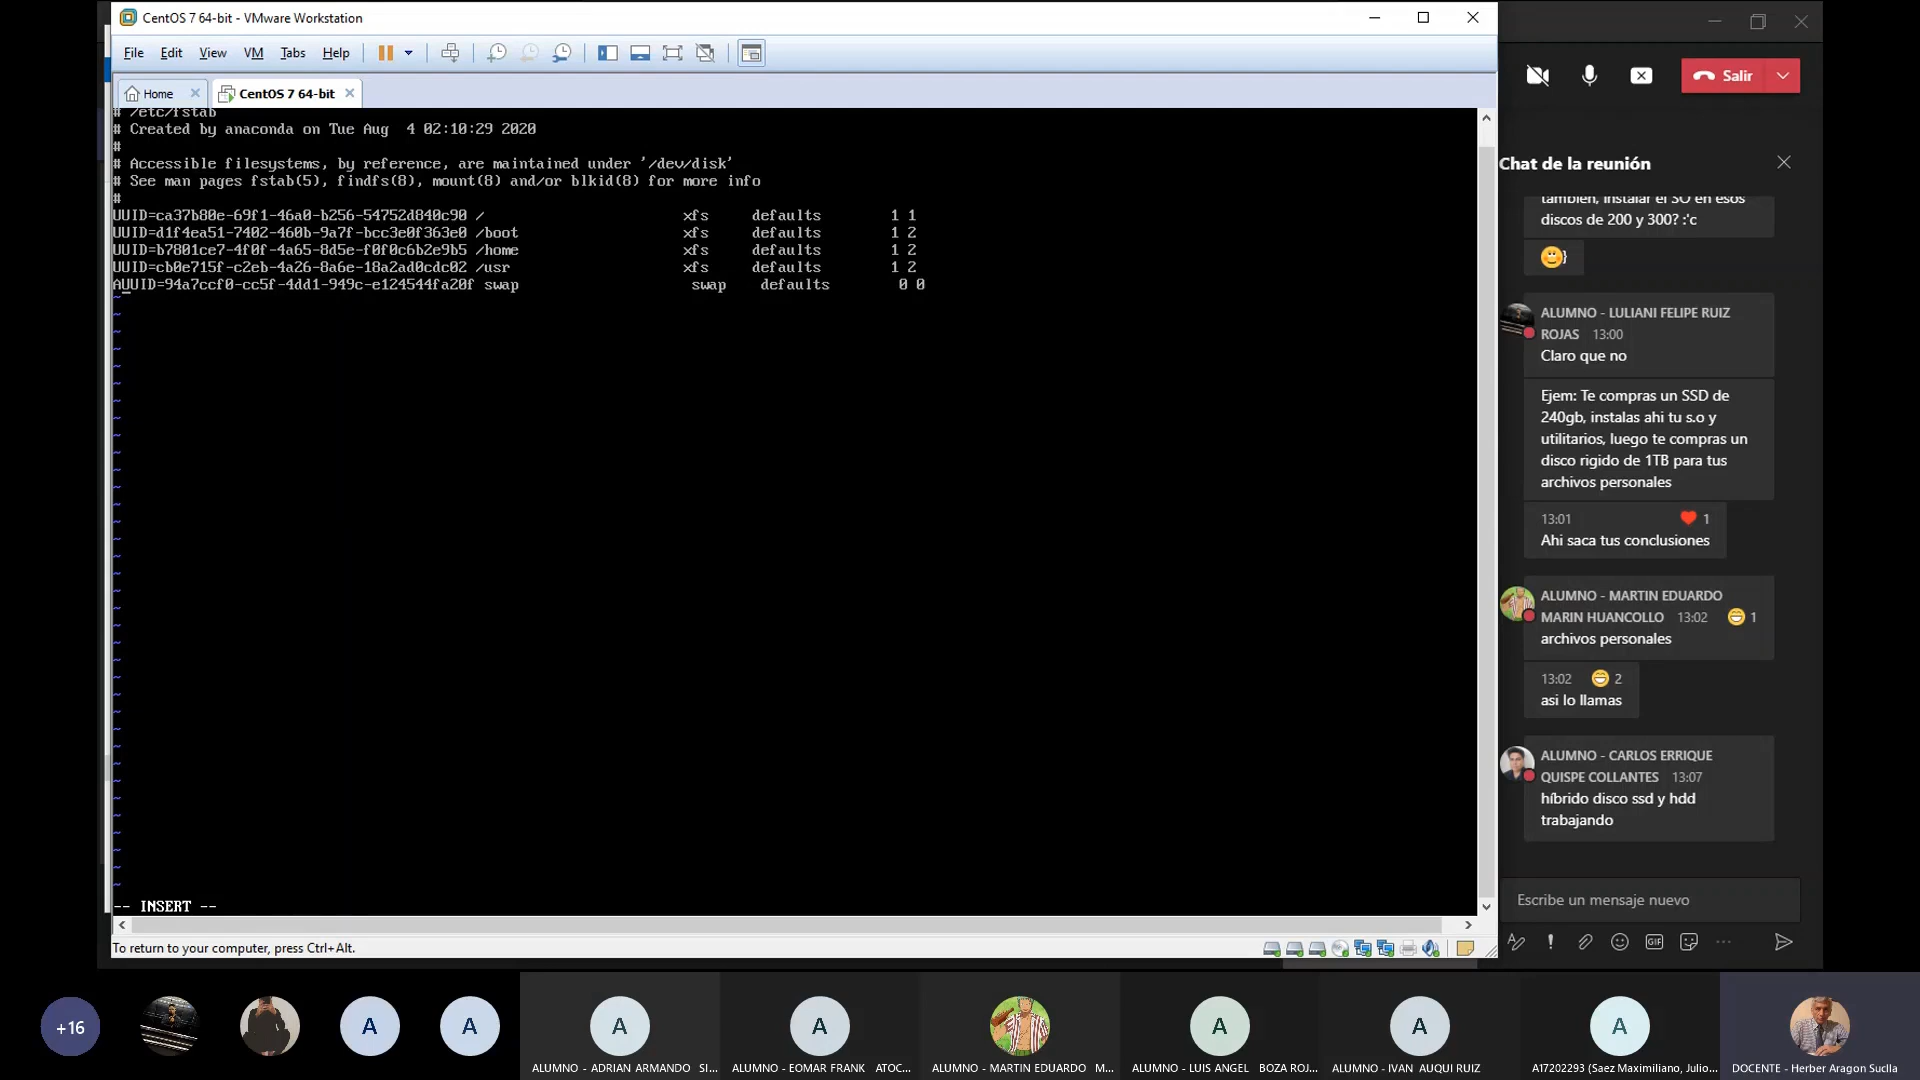 CentOS 7 64-bit - VMware Workstation
File Edit View VM Tabs Help
Home
CentOS 7 64-bit
# /etc/fstab
# Created by anaconda on Tue Aug  4 02:10:29 2020
#
# Accessible filesystems, by reference, are maintained under '/dev/disk'
# See man pages fstab(5), findfs(8), mount(8) and/or blkid(8) for more info
#
UUID=ca37b80e-69f1-46a0-b256-54752d840c90 / xfs defaults 1 1
UUID=d1f4ea51-7402-460b-9a7f-bcc3e0f363e0 /boot xfs defaults 1 2
UUID=b7801ce7-4f0f-4a65-8d5e-f0f0c6b2e9b5 /home xfs defaults 1 2
UUID=cb0e715f-c2eb-4a26-8a6e-18a2ad0cdc02 /usr xfs defaults 1 2
AUUID=94a7ccf0-cc5f-4dd1-949c-e124544fa20f swap swap defaults 0 0
-- INSERT --
To return to your computer, press Ctrl+Alt.
Salir
Chat de la reunión
también, instalar el SO en esos
discos de 200 y 300? :'c
}
ALUMNO - LULIANI FELIPE RUIZ
ROJAS 13:00
Claro que no
Ejem: Te compras un SSD de
240gb, instalas ahi tu s.o y
utilitarios, luego te compras un
disco rigido de 1TB para tus
archivos personales
13:01 1
Ahi saca tus conclusiones
ALUMNO - MARTIN EDUARDO
MARIN HUANCOLLO 13:02 1
archivos personales
13:02 2
asi lo llamas
ALUMNO - CARLOS ERRIQUE
QUISPE COLLANTES 13:07
híbrido disco ssd y hdd
trabajando
Escribe un mensaje nuevo
GIF
+16
A
A
A
ALUMNO - ADRIAN ARMANDO SI...
A
ALUMNO - EOMAR FRANK ATOC...
ALUMNO - MARTIN EDUARDO M...
A
ALUMNO - LUIS ANGEL BOZA ROJ...
A
ALUMNO - IVAN AUQUI RUIZ
A
A17202293 (Saez Maximiliano, Julio...
DOCENTE - Herber Aragon Suclla